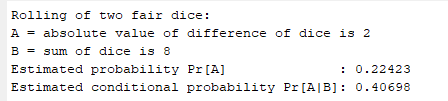 Rolling of two fair dice:
A = absolute value of difference of dice is 2
B = sum of dice is 8
Estimated probability Pr[A]             : 0.22423
Estimated conditional probability Pr[A|B]: 0.40698